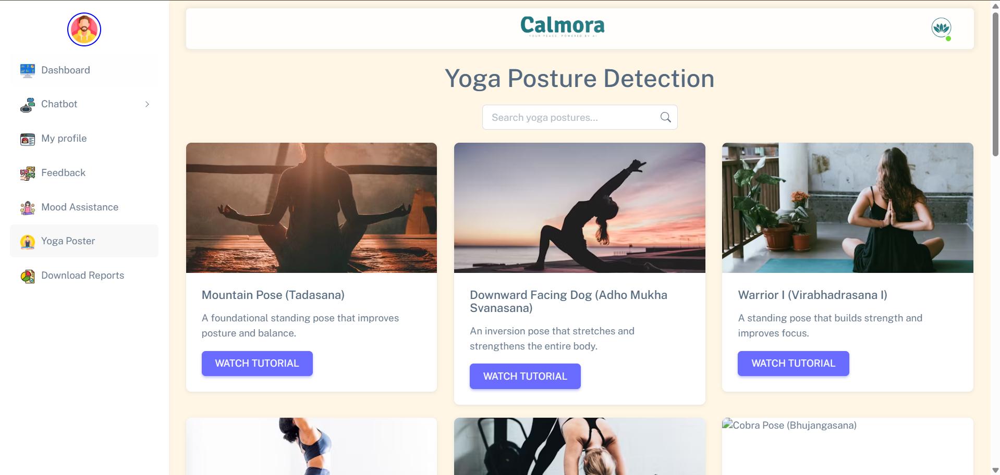 Calmora
YOUR PEACE, POWERED BY AI
Dashboard
Chatbot
My profile
Feedback
Mood Assistance
Yoga Poster
Download Reports
Yoga Posture Detection
Search yoga postures...
Mountain Pose (Tadasana)
A foundational standing pose that improves
posture and balance.
WATCH TUTORIAL
Downward Facing Dog (Adho Mukha
Svanasana)
An inversion pose that stretches and
strengthens the entire body.
WATCH TUTORIAL
Warrior I (Virabhadrasana I)
A standing pose that builds strength and
improves focus.
WATCH TUTORIAL
Cobra Pose (Bhujangasana)